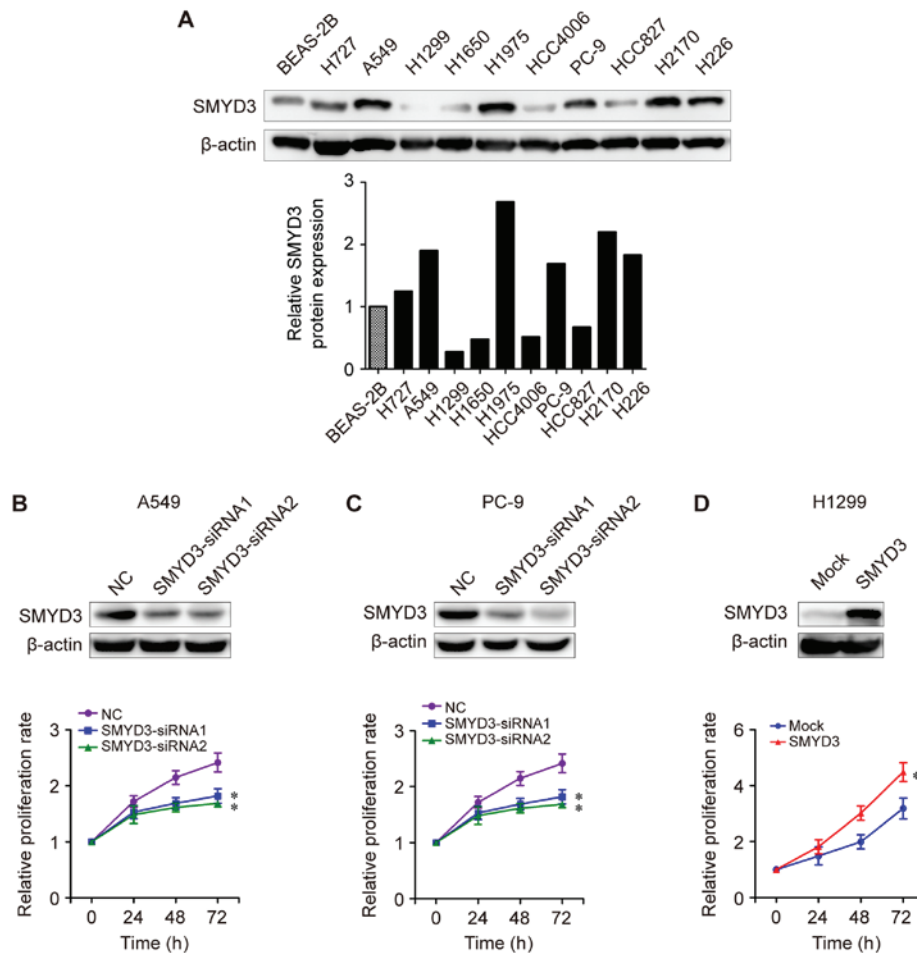 A
BEAS-2B H727 A549 H1299 H1650 H1975 HCC4006 PC-9 HCC827 H2170 H226
SMYD3
β-actin
Relative SMYD3
protein expression
3
2
1
0
BEAS-2B H727 A549 H1299 H1650 H1975 HCC4006 PC-9 HCC827 H2170 H226
B
A549
NC SMYD3-siRNA1 SMYD3-siRNA2
SMYD3
β-actin
NC
SMYD3-siRNA1
SMYD3-siRNA2
Relative proliferation rate
3
2
1
0
*
*
0 24 48 72
Time (h)
C
PC-9
NC SMYD3-siRNA1 SMYD3-siRNA2
SMYD3
β-actin
NC
SMYD3-siRNA1
SMYD3-siRNA2
Relative proliferation rate
3
2
1
0
*
*
0 24 48 72
Time (h)
D
H1299
Mock SMYD3
SMYD3
β-actin
Mock
SMYD3
Relative proliferation rate
6
4
2
0
*
0 24 48 72
Time (h)